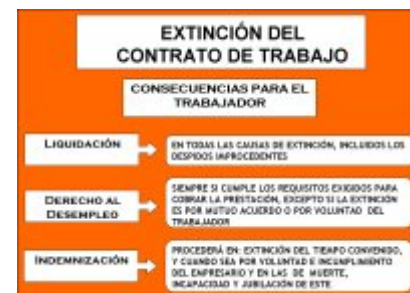 EXTINCIÓN DEL
CONTRATO DE TRABAJO
CONSECUENCIAS PARA EL
TRABAJADOR
LIQUIDACIÓN
EN TODAS LAS CAUSAS DE EXTINCIÓN, INCLUIDOS LOS
DESPIDOS IMPROCEDENTES
DERECHO AL
DESEMPLEO
SIEMPRE SI CUMPLE LOS REQUISITOS EXIGIDOS PARA
COBRAR LA PRESTACIÓN, EXCEPTO SI LA EXTINCIÓN
ES POR MUTUO ACUERDO O POR VOLUNTAD DEL
TRABAJADOR
INDEMNIZACIÓN
PROCEDERÁ EN: EXTINCIÓN DEL TIEMPO CONVENIDO,
Y CUANDO SEA POR VOLUNTAD E INCUMPLIMIENTO
DEL EMPRESARIO Y EN LAS DE MUERTE,
INCAPACIDAD Y JUBILACIÓN DE ESTE